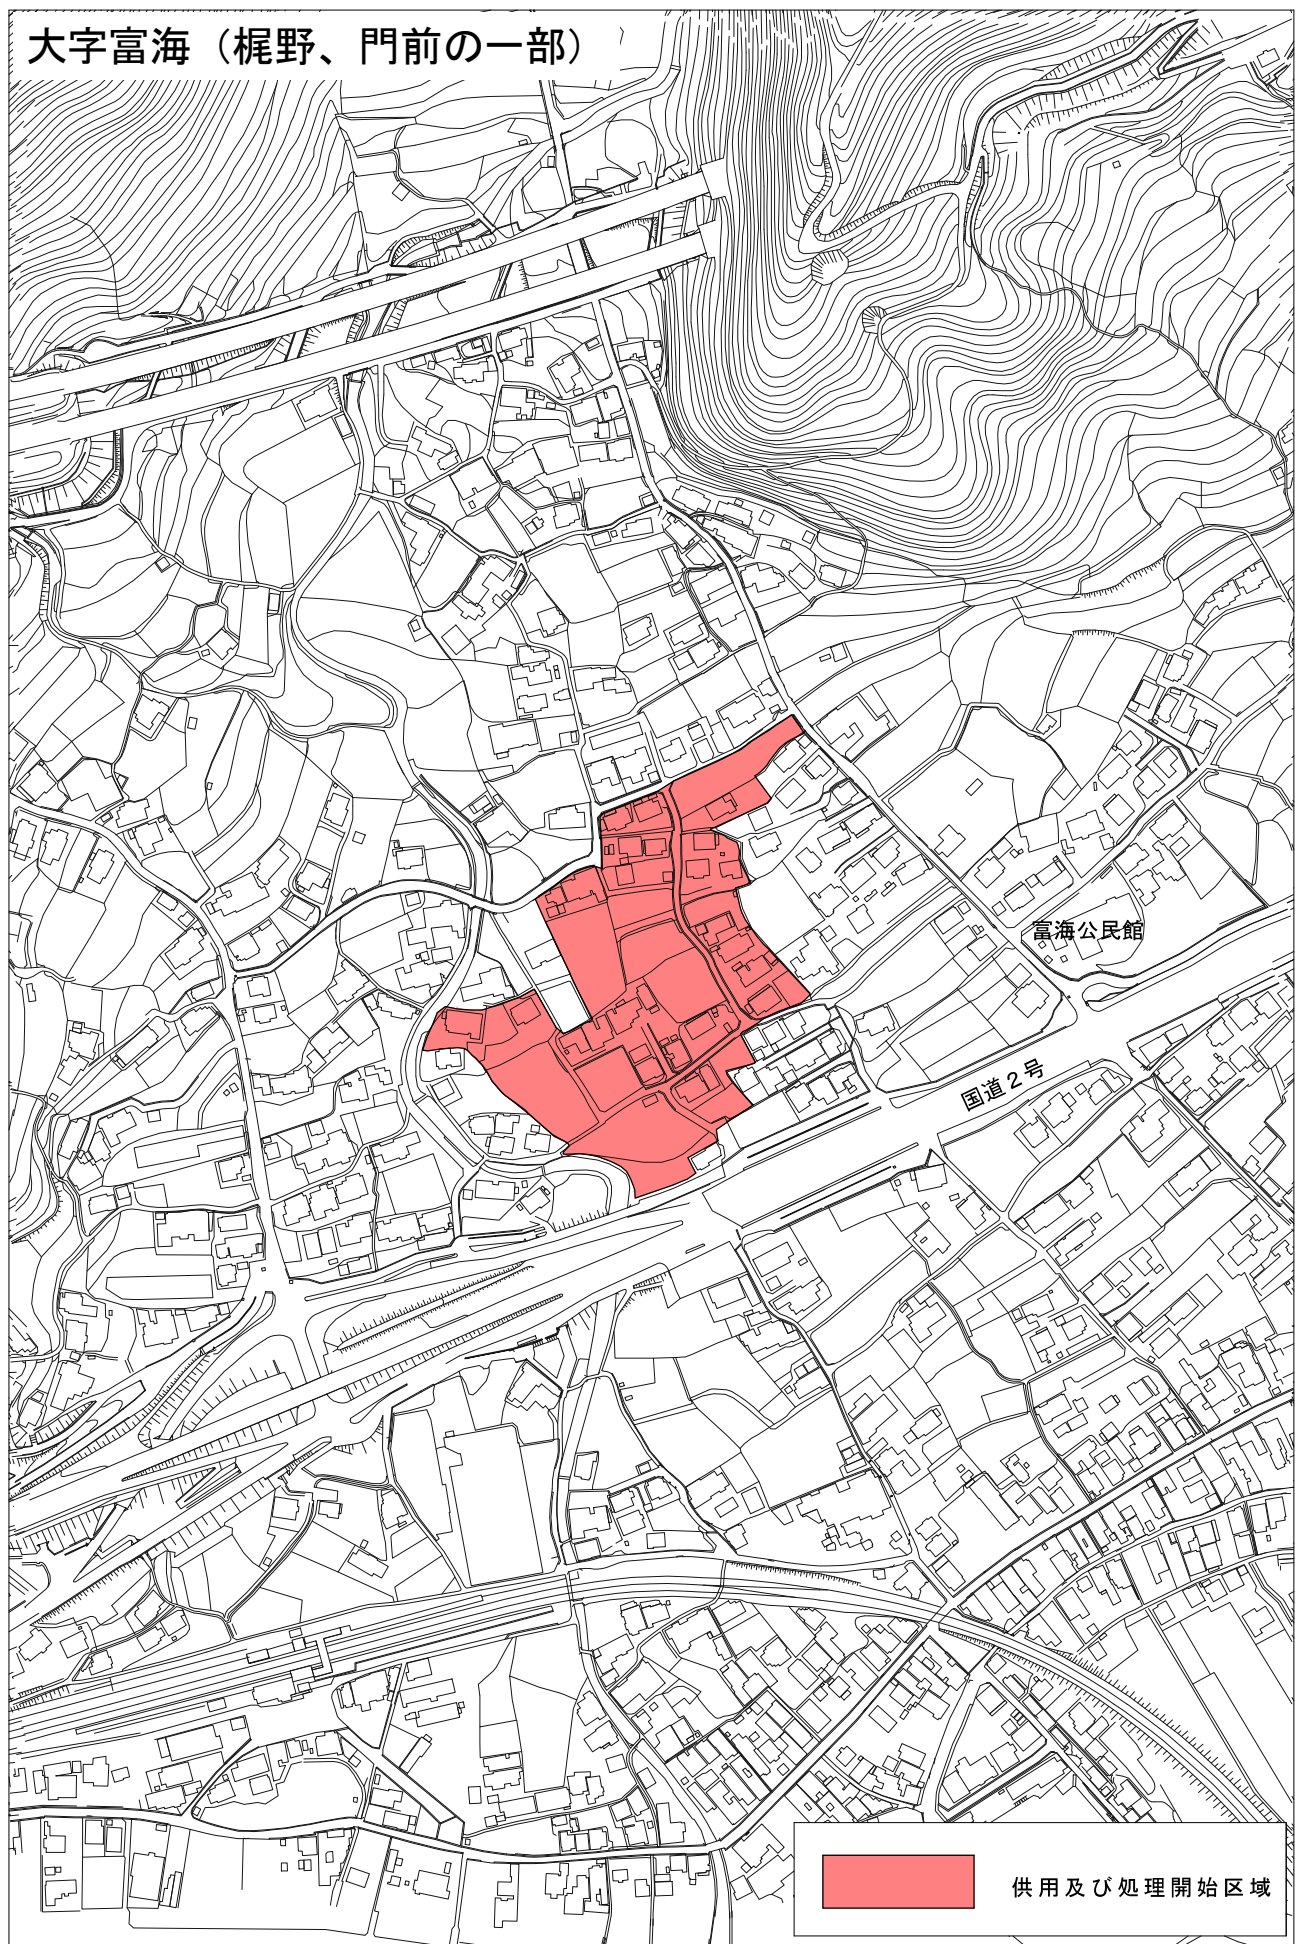 大字富海（梶野、門前の一部）
富海公民館
国道２号
供用及び処理開始区域